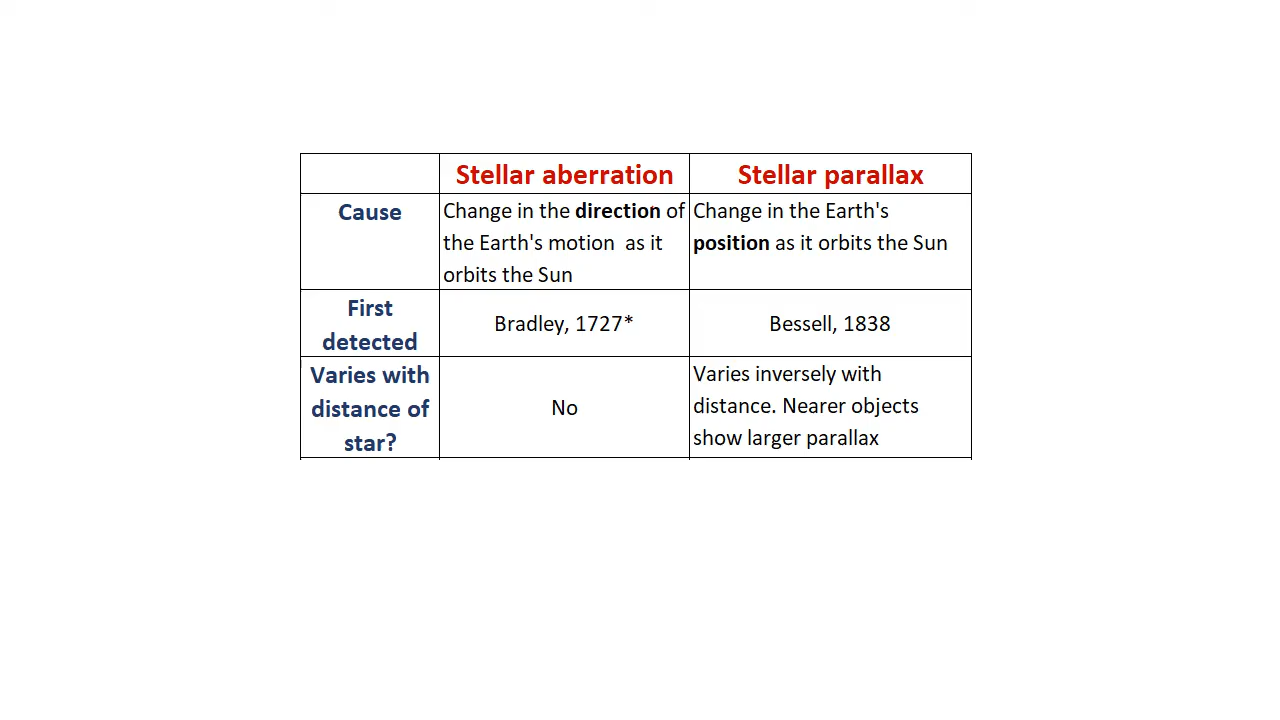 Stellar aberration Stellar parallax
Cause
Change in the direction of
the Earth's motion as it
orbits the Sun
Change in the Earth's
position as it orbits the Sun
First
detected
Bradley, 1727*
Bessell, 1838
Varies with
distance of
star?
No
Varies inversely with
distance. Nearer objects
show larger parallax